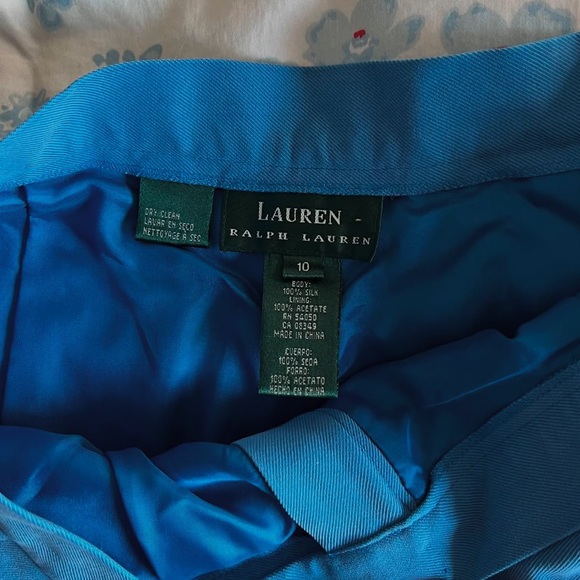 DRY CLEAN
LAVAR EN SECO
NETTOYAGE A SEC
LAUREN -
RALPH LAUREN
10
BODY:
100% SILK
LINING:
100% ACETATE
RN 54050
CA 08349
MADE IN CHINA
CUERPO:
100% SEDA
FORRO:
100% ACETATO
HECHO EN CHINA